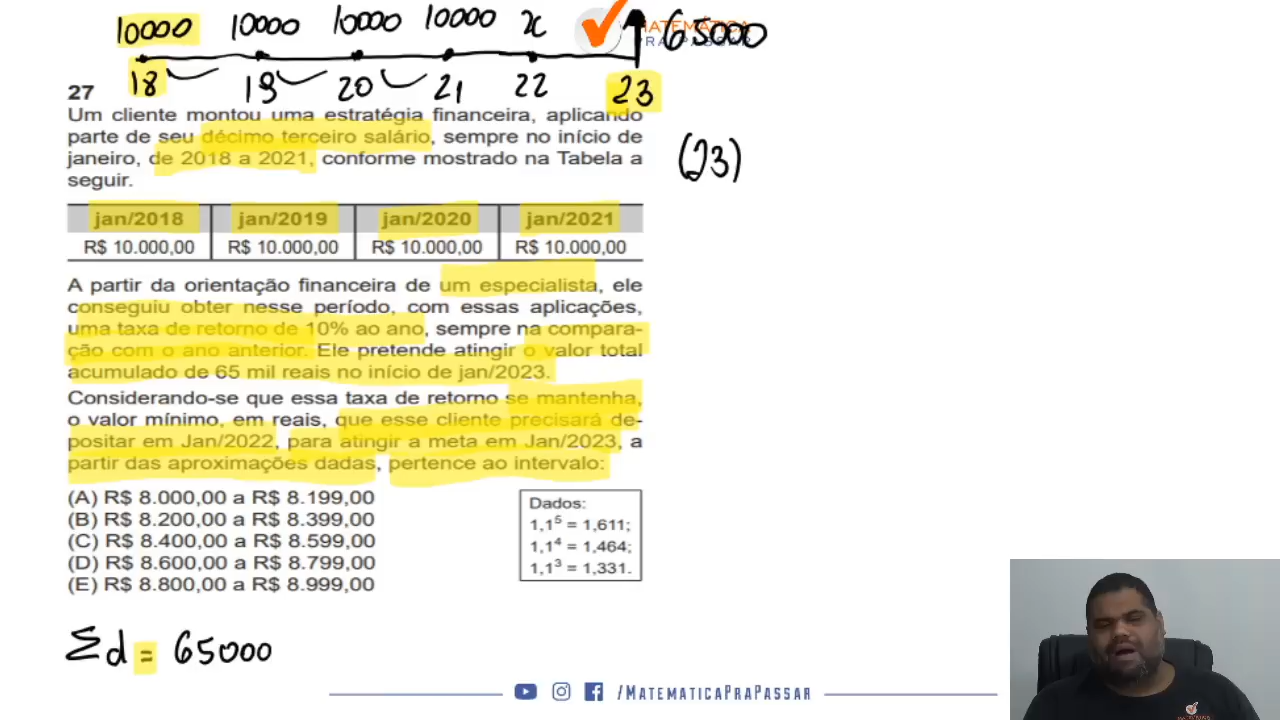 10000 10000 10000 10000 x 65000
MATEMÁTICA
PRA PASSAR
18 19 20 21 22 23
27
Um cliente montou uma estratégia financeira, aplicando
parte de seu décimo terceiro salário, sempre no início de
janeiro, de 2018 a 2021, conforme mostrado na Tabela a
seguir.
(23)
jan/2018 jan/2019 jan/2020 jan/2021
R$ 10.000,00 R$ 10.000,00 R$ 10.000,00 R$ 10.000,00
A partir da orientação financeira de um especialista, ele
conseguiu obter nesse período, com essas aplicações,
uma taxa de retorno de 10% ao ano, sempre na compara-
ção com o ano anterior. Ele pretende atingir o valor total
acumulado de 65 mil reais no início de jan/2023.
Considerando-se que essa taxa de retorno se mantenha,
o valor mínimo, em reais, que esse cliente precisará de-
positar em Jan/2022, para atingir a meta em Jan/2023, a
partir das aproximações dadas, pertence ao intervalo:
(A) R$ 8.000,00 a R$ 8.199,00
(B) R$ 8.200,00 a R$ 8.399,00
(C) R$ 8.400,00 a R$ 8.599,00
(D) R$ 8.600,00 a R$ 8.799,00
(E) R$ 8.800,00 a R$ 8.999,00
Dados:
1,1⁵ = 1,611;
1,1⁴ = 1,464;
1,1³ = 1,331.
Σd = 65000
/MATEMATICAPRAPASSAR